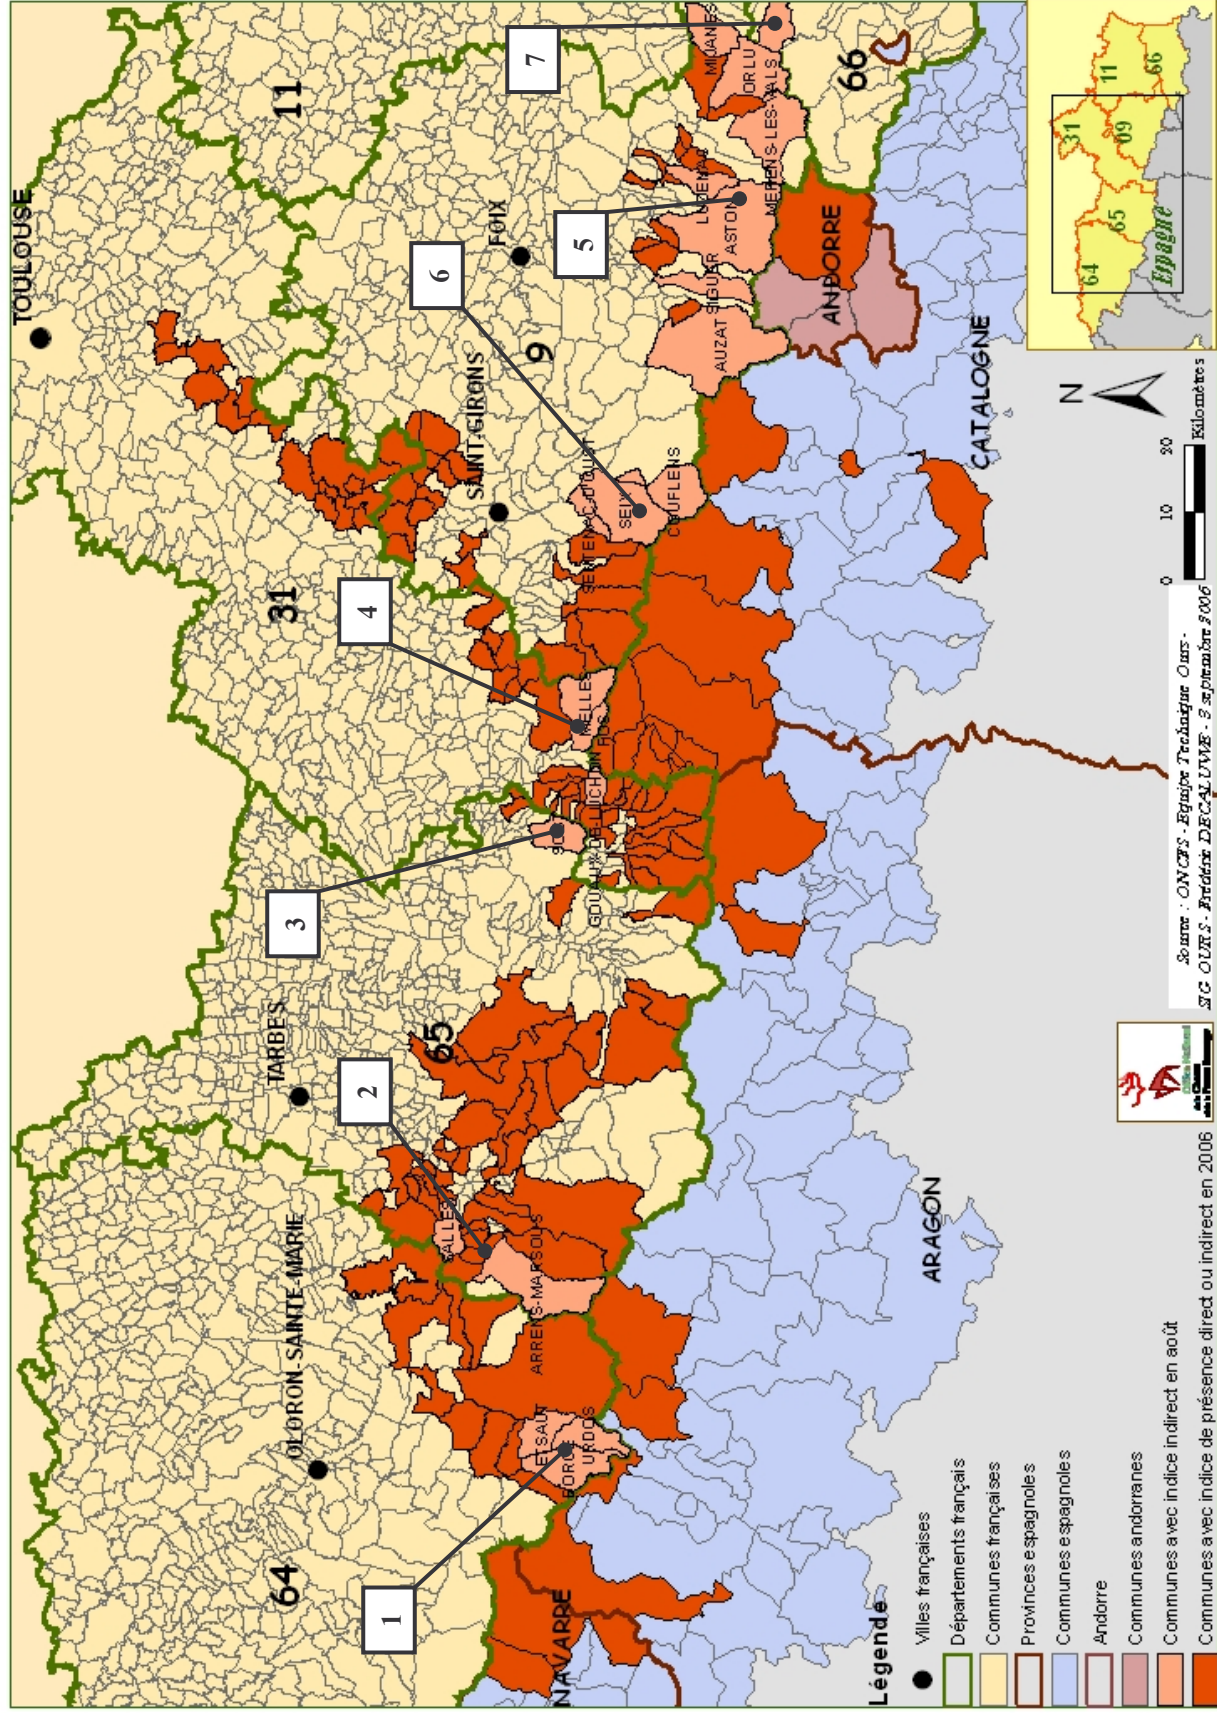 TOULOUSE
11
7
MIJANES
ORLU
66
FOIX
6
5
LUZENAC
ASTON
SIGUER
AUZAT
ANDORRE
SAINT-GIRONS
9
SEIX
COUFLENS
CATALOGNE
31
4
MELLES
FOS
GOUAUX-DE-LUCHON
3
TARBES
65
2
SALLES
ARRENS-MARSOUS
ARAGON
OLORON-SAINTE-MARIE
64
ETSAUT
BORCE
URDOS
1
NAVARRE
Légende
Villes françaises
Départements français
Communes françaises
Provinces espagnoles
Communes espagnoles
Andorre
Communes andorranes
Communes avec indice indirect en août
Communes avec indice de présence direct ou indirect en 2006
Source : ONCFS - Equipe Technique Ours -
SIG OURS - Frédéric DECALUWE - 3 septembre 2006
0 10 20
Kilomètres
N
64
65
31
09
11
66
Espagne